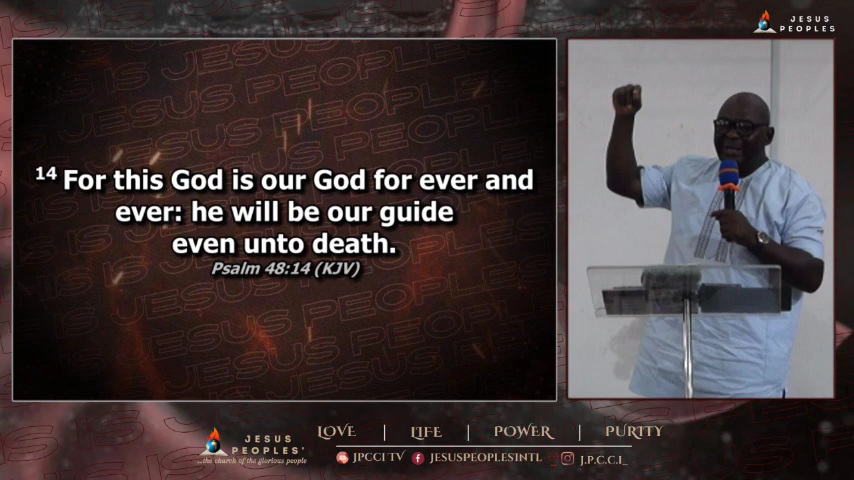 JESUS
PEOPLES
14 For this God is our God for ever and
ever: he will be our guide
even unto death.
Psalm 48:14 (KJV)
JESUS
PEOPLES'
...the church of the glorious people
LOVE | LIFE | POWER | PURITY
JPCCI TV JESUSPEOPLESINTL J.P.C.C.I_